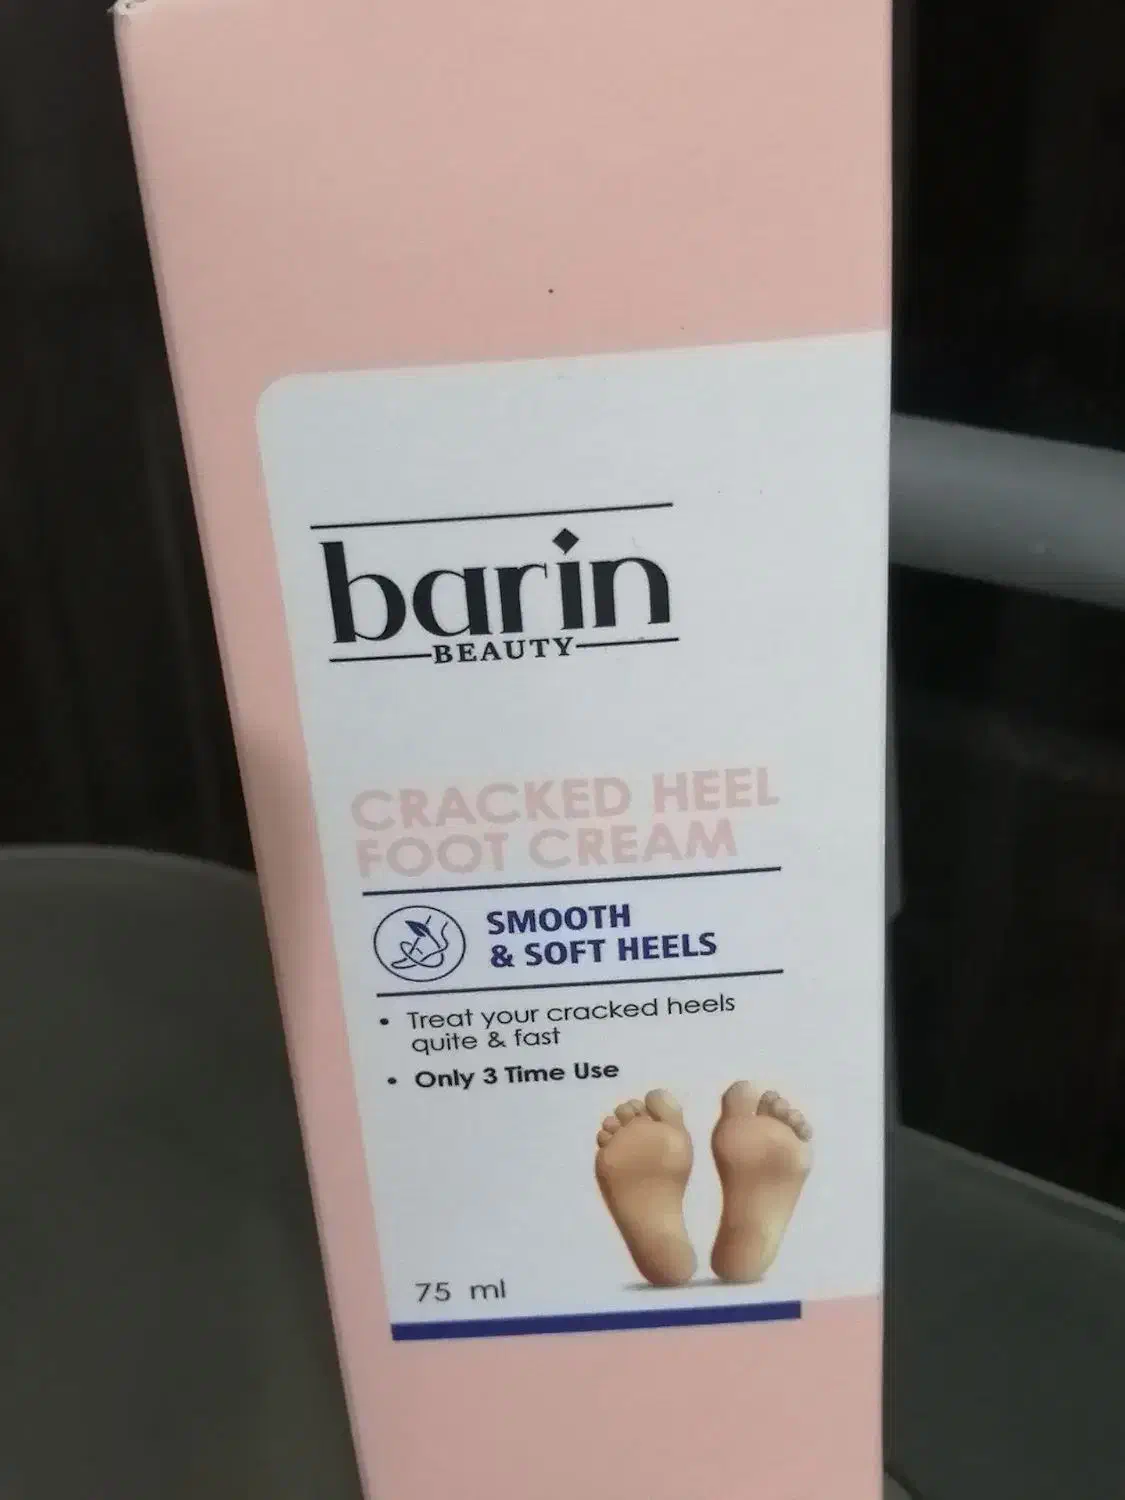 barin
BEAUTY
CRACKED HEEL
FOOT CREAM
SMOOTH
& SOFT HEELS
• Treat your cracked heels
quite & fast
• Only 3 Time Use
75 ml